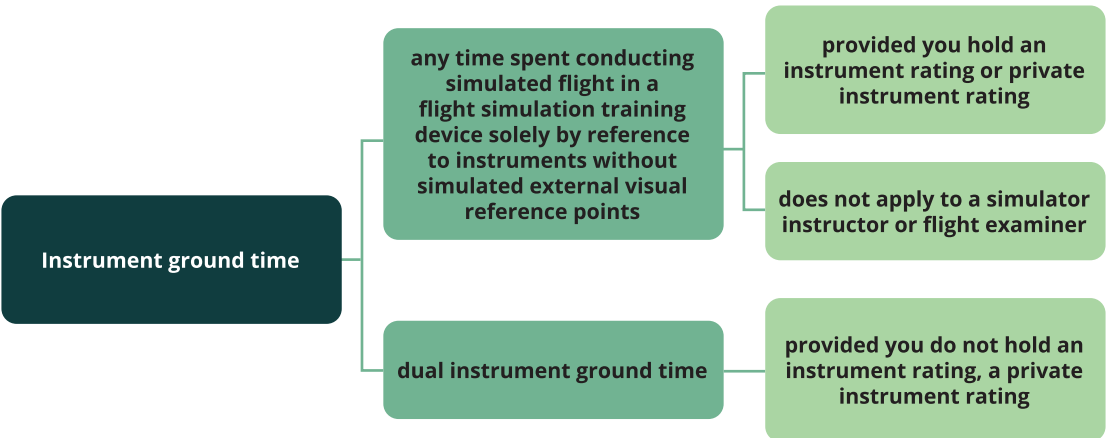 Instrument ground time
any time spent conducting
simulated flight in a
flight simulation training
device solely by reference
to instruments without
simulated external visual
reference points
provided you hold an
instrument rating or private
instrument rating
does not apply to a simulator
instructor or flight examiner
dual instrument ground time
provided you do not hold an
instrument rating, a private
instrument rating